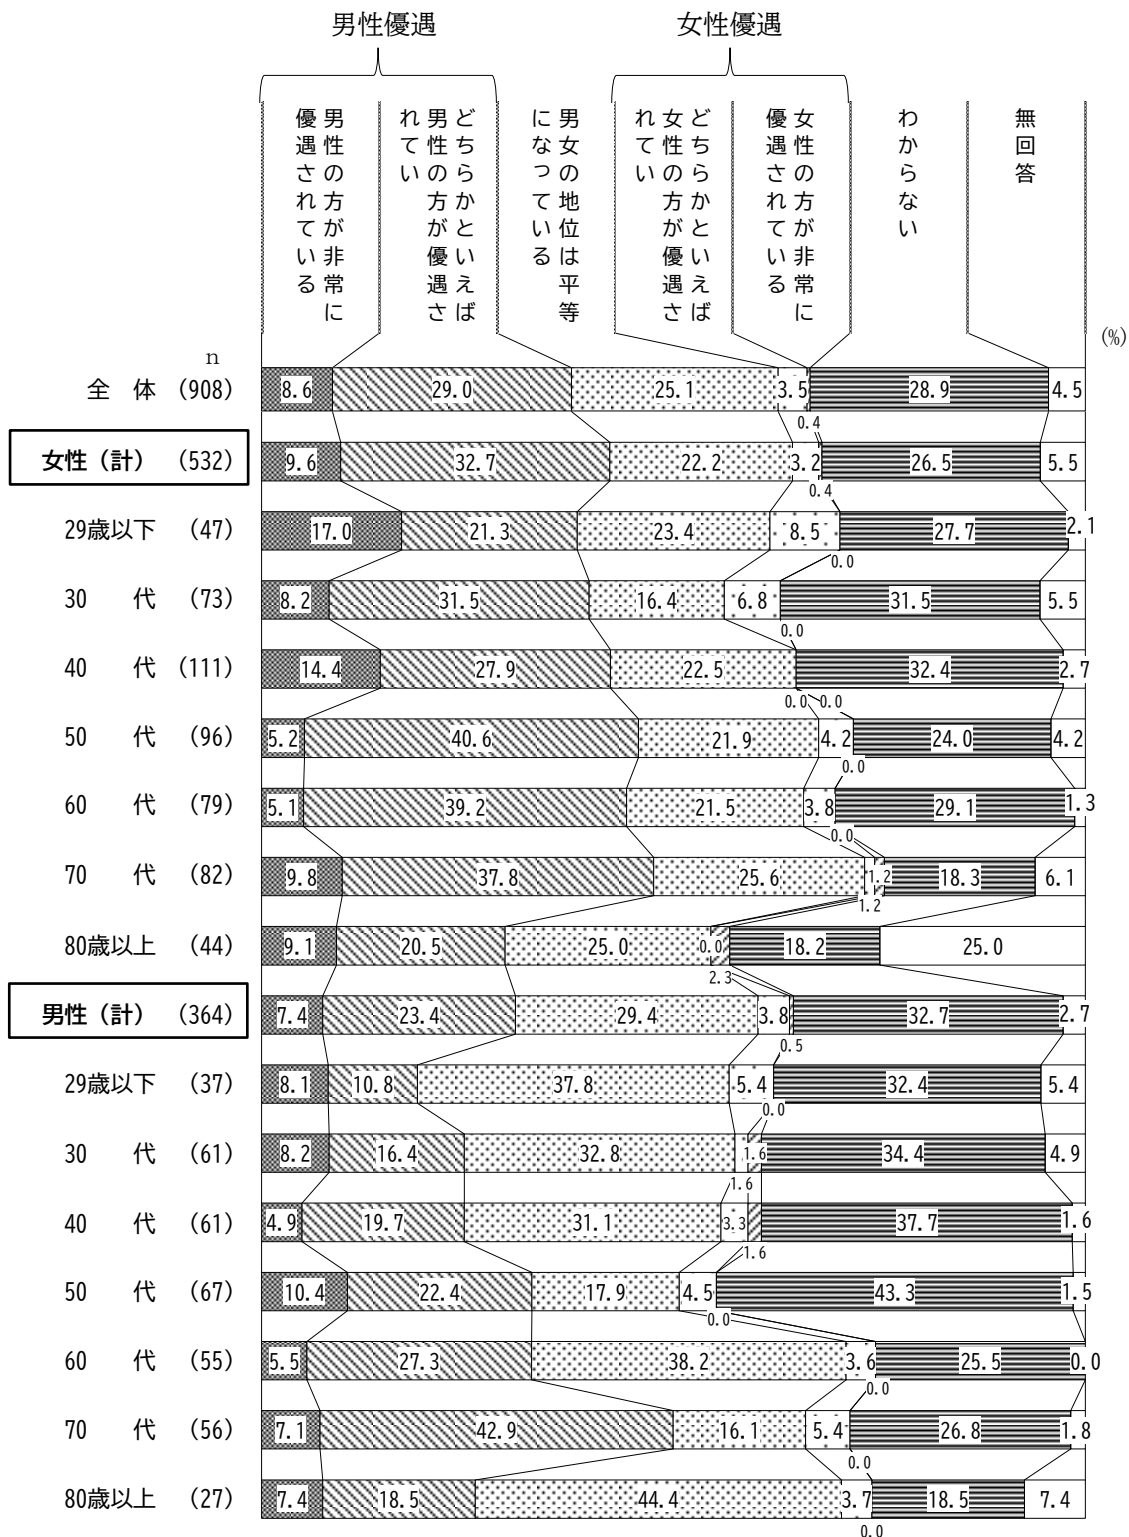 男性優遇
女性優遇
男性の方が非常に
優遇されている
どちらかといえば
男性の方が優遇さ
れてい
男女の地位は平等
になっている
どちらかといえば
女性の方が優遇さ
れてい
女性の方が非常に
優遇されている
わからない
無回答
(%)
n
全 体 (908) 8.6 29.0 25.1 3.5 28.9 4.5
0.4
女性(計) (532) 9.6 32.7 22.2 3.2 26.5 5.5
0.4
29歳以下 (47) 17.0 21.3 23.4 8.5 27.7 2.1
0.0
30 代 (73) 8.2 31.5 16.4 6.8 31.5 5.5
0.0
40 代 (111) 14.4 27.9 22.5 32.4 2.7
0.0 0.0
50 代 (96) 5.2 40.6 21.9 4.2 24.0 4.2
0.0
60 代 (79) 5.1 39.2 21.5 3.8 29.1 1.3
0.0
70 代 (82) 9.8 37.8 25.6 1.2 18.3 6.1
1.2
80歳以上 (44) 9.1 20.5 25.0 0.0 18.2 25.0
2.3
男性(計) (364) 7.4 23.4 29.4 3.8 32.7 2.7
0.5
29歳以下 (37) 8.1 10.8 37.8 5.4 32.4 5.4
0.0
30 代 (61) 8.2 16.4 32.8 1.6 34.4 4.9
1.6
40 代 (61) 4.9 19.7 31.1 3.3 37.7 1.6
1.6
50 代 (67) 10.4 22.4 17.9 4.5 43.3 1.5
0.0
60 代 (55) 5.5 27.3 38.2 3.6 25.5 0.0
0.0
70 代 (56) 7.1 42.9 16.1 5.4 26.8 1.8
0.0
80歳以上 (27) 7.4 18.5 44.4 3.7 18.5 7.4
0.0